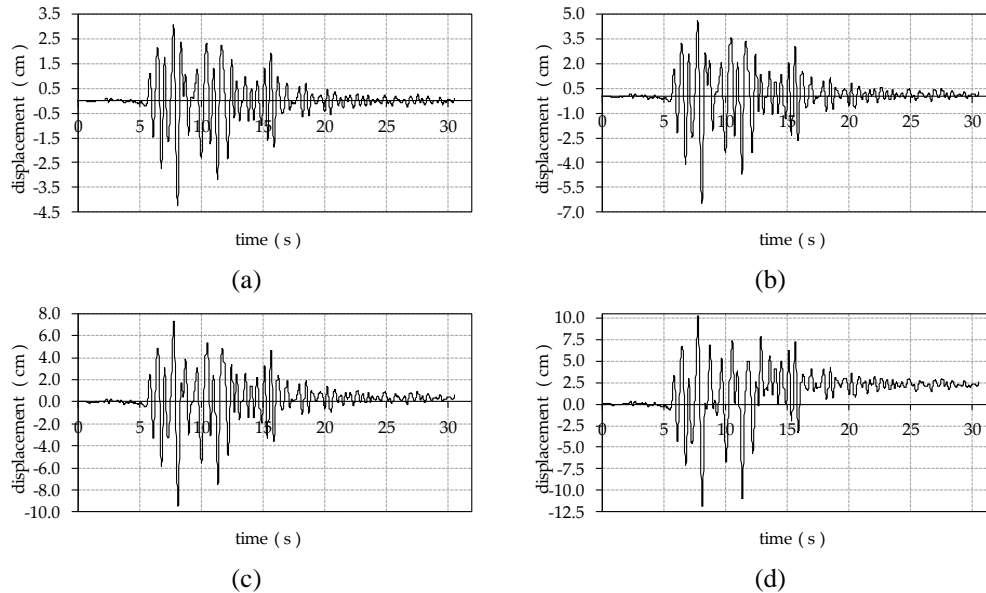 3.5
2.5
1.5
0.5
-0.5
-1.5
-2.5
-3.5
-4.5
displacement ( cm )
0 5 10 15 20 25 30
time ( s )
(a)
5.0
3.5
2.0
0.5
-1.0
-2.5
-4.0
-5.5
-7.0
displacement ( cm )
0 5 10 15 20 25 30
time ( s )
(b)
8.0
6.0
4.0
2.0
0.0
-2.0
-4.0
-6.0
-8.0
-10.0
displacement ( cm )
0 5 10 15 20 25 30
time ( s )
(c)
10.0
7.5
5.0
2.5
0.0
-2.5
-5.0
-7.5
-10.0
-12.5
displacement ( cm )
0 5 10 15 20 25 30
time ( s )
(d)